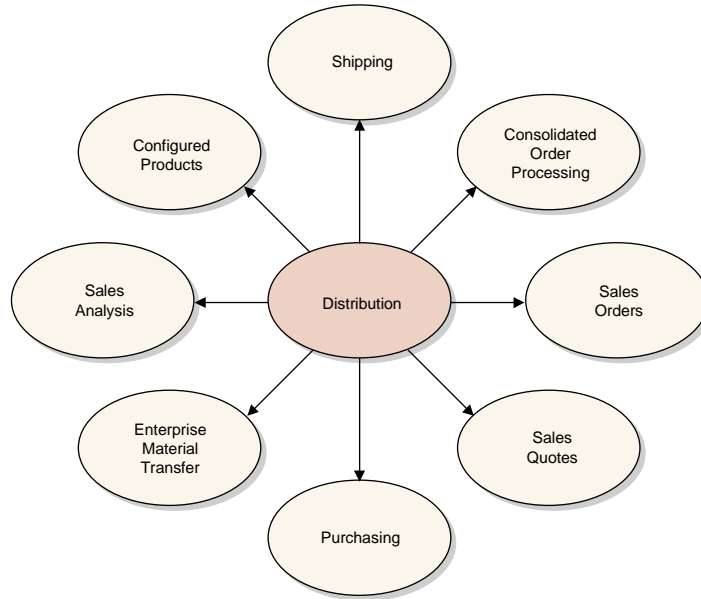 Shipping
Configured
Products
Consolidated
Order
Processing
Sales
Analysis
Distribution
Sales
Orders
Enterprise
Material
Transfer
Sales
Quotes
Purchasing